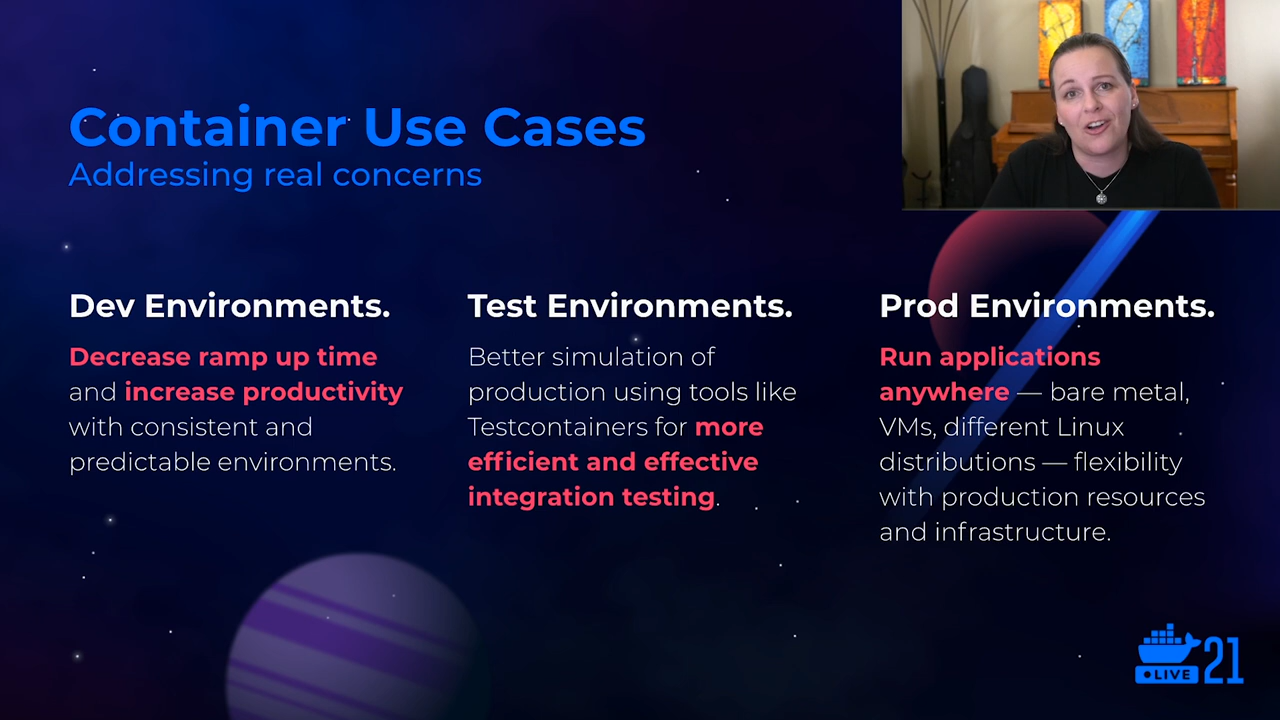 Container Use Cases
Addressing real concerns
Dev Environments.
Decrease ramp up time
and increase productivity
with consistent and
predictable environments.
Test Environments.
Better simulation of
production using tools like
Testcontainers for more
efficient and effective
integration testing.
Prod Environments.
Run applications
anywhere — bare metal,
VMs, different Linux
distributions — flexibility
with production resources
and infrastructure.
LIVE 21